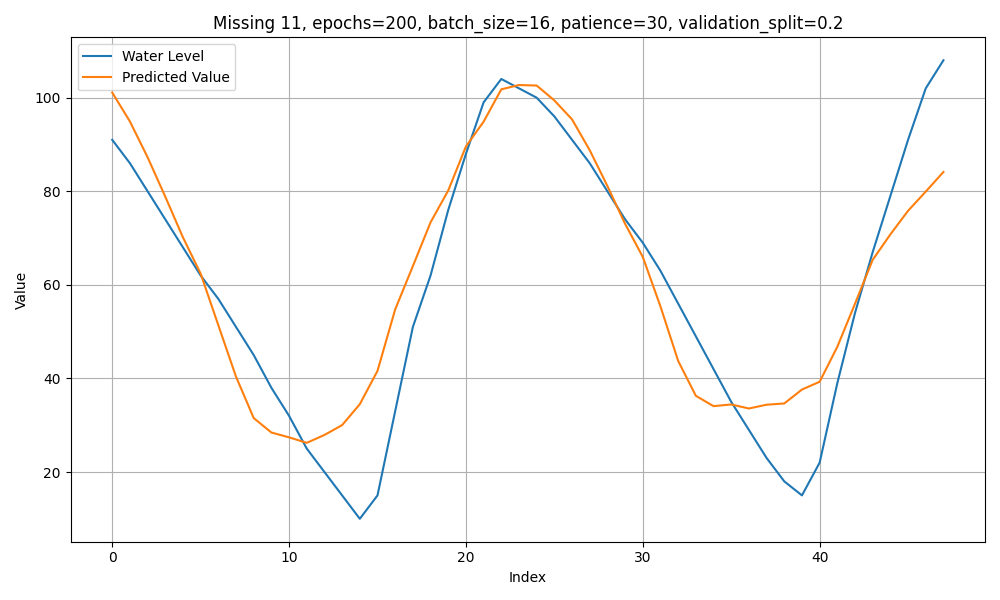 Missing 11, epochs=200, batch_size=16, patience=30, validation_split=0.2
Water Level
Predicted Value
100
80
60
40
20
Value
0 10 20 30 40
Index